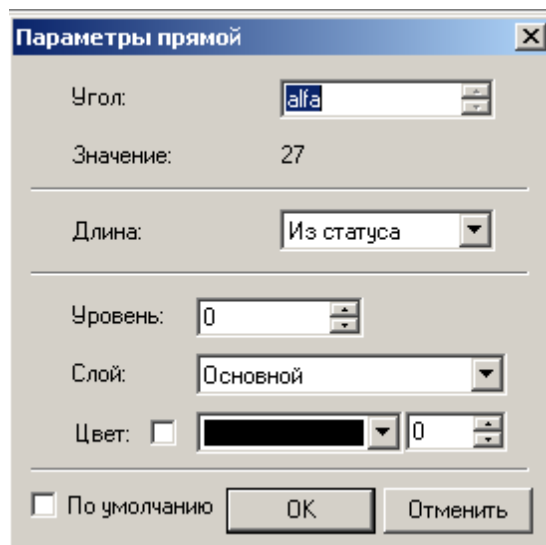 Параметры прямой
Угол: alfa
Значение: 27
Длина: Из статуса
Уровень: 0
Слой: Основной
Цвет: 0
По умолчанию OK Отменить